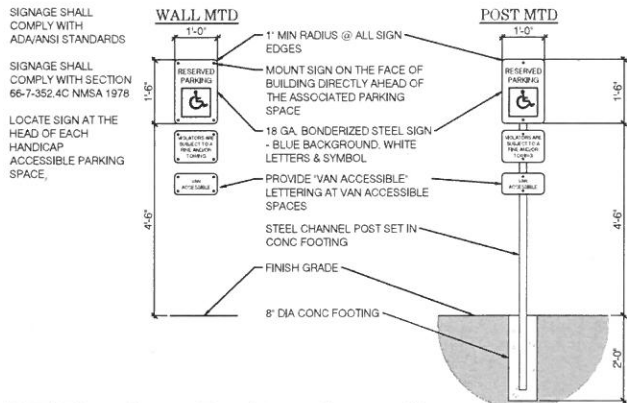 SIGNAGE SHALL
COMPLY WITH
ADA/ANSI STANDARDS
SIGNAGE SHALL
COMPLY WITH SECTION
66-7-352.4C NMSA 1978
LOCATE SIGN AT THE
HEAD OF EACH
HANDICAP
ACCESSIBLE PARKING
SPACE,
WALL MTD
1'-0"
1'-6"
4'-6"
RESERVED
PARKING
VIOLATORS ARE
SUBJECT TO A
FINE AND/OR
TOWING
VAN
ACCESSIBLE
1" MIN RADIUS @ ALL SIGN
EDGES
MOUNT SIGN ON THE FACE OF
BUILDING DIRECTLY AHEAD OF
THE ASSOCIATED PARKING
SPACE
18 GA. BONDERIZED STEEL SIGN
- BLUE BACKGROUND, WHITE
LETTERS & SYMBOL
PROVIDE "VAN ACCESSIBLE"
LETTERING AT VAN ACCESSIBLE
SPACES
STEEL CHANNEL POST SET IN
CONC FOOTING
FINISH GRADE
8" DIA CONC FOOTING
POST MTD
1'-0"
RESERVED
PARKING
VIOLATORS ARE
SUBJECT TO A
FINE AND/OR
TOWING
VAN
ACCESSIBLE
1'-6"
4'-6"
2'-0"